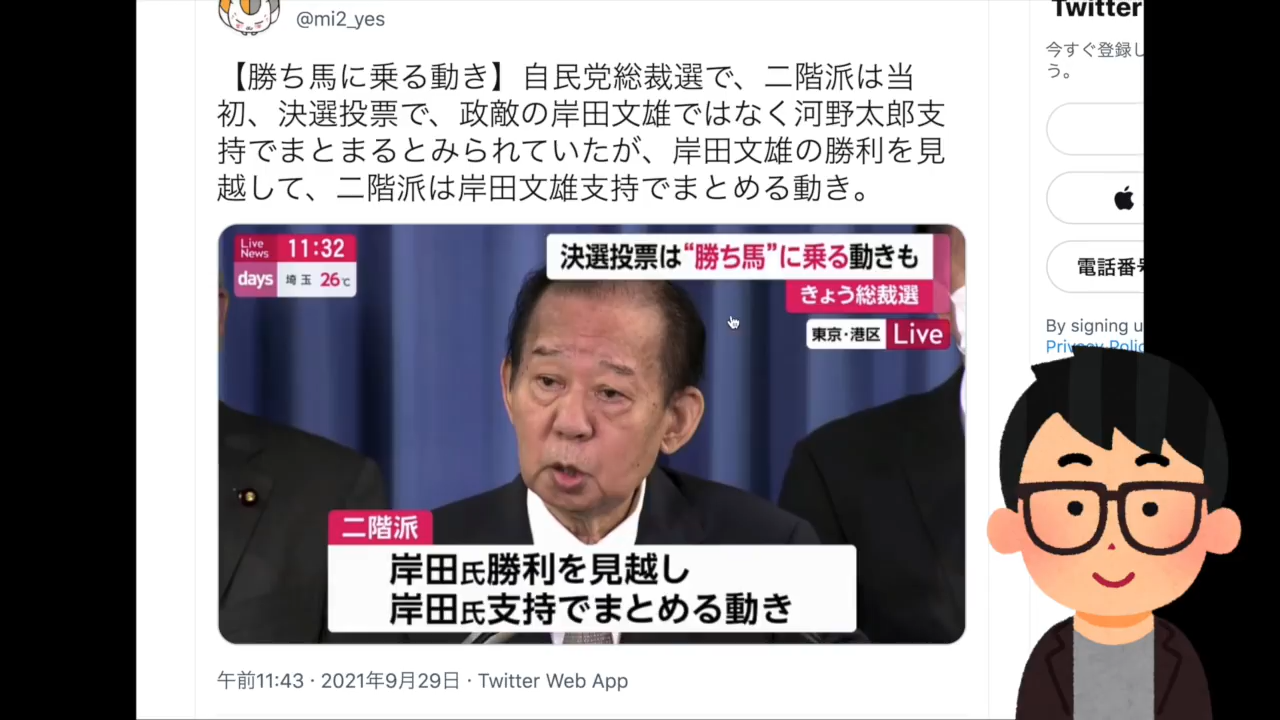 @mi2_yes
Twitter
今すぐ登録し
う。
【勝ち馬に乗る動き】自民党総裁選で、二階派は当
初、決選投票で、政敵の岸田文雄ではなく河野太郎支
持でまとまるとみられていたが、岸田文雄の勝利を見
越して、二階派は岸田文雄支持でまとめる動き。
Live News 11:32
days 埼玉 26℃
決選投票は“勝ち馬”に乗る動きも
きょう総裁選
東京・港区 Live
二階派
岸田氏勝利を見越し
岸田氏支持でまとめる動き
電話番号
By signing u
Privacy Polic
午前11:43 · 2021年9月29日 · Twitter Web App